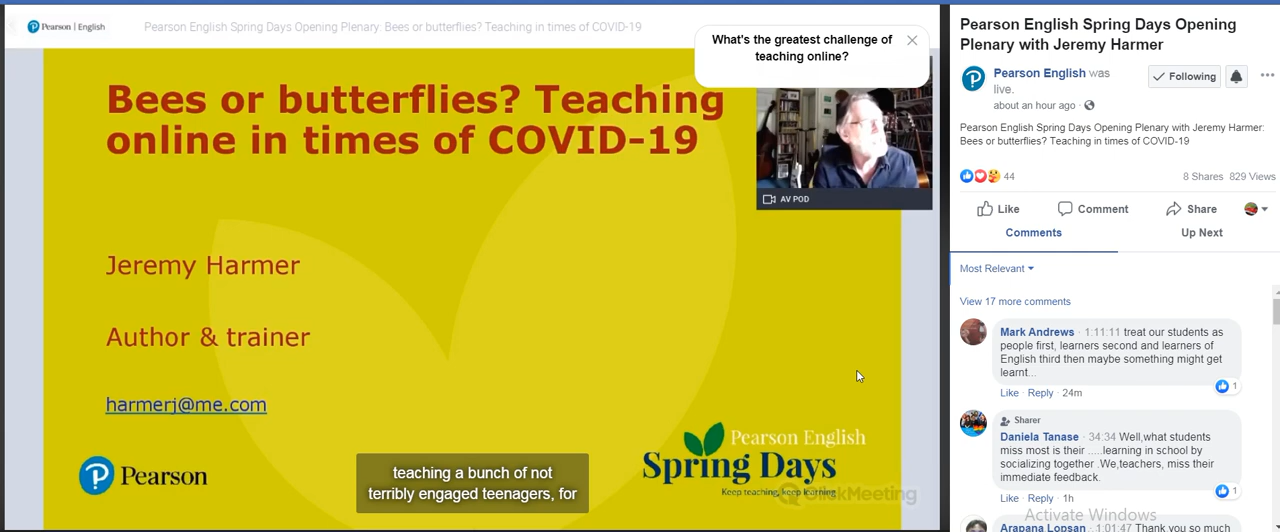 Pearson | English
Pearson English Spring Days Opening Plenary: Bees or butterflies? Teaching in times of COVID-19
What's the greatest challenge of
teaching online?
Bees or butterflies? Teaching
online in times of COVID-19
AV POD
Jeremy Harmer
Author & trainer
harmerj@me.com
Pearson
Pearson English
Spring Days
Keep teaching, keep learning
ClickMeeting
teaching a bunch of not
terribly engaged teenagers, for
Pearson English Spring Days Opening
Plenary with Jeremy Harmer
Pearson English was
live.
Following
about an hour ago
Pearson English Spring Days Opening Plenary with Jeremy Harmer:
Bees or butterflies? Teaching in times of COVID-19
44
8 Shares 829 Views
Like Comment Share
Comments Up Next
Most Relevant
View 17 more comments
Mark Andrews · 1:11:11 treat our students as
people first, learners second and learners of
English third then maybe something might get
learnt...
1
Like · Reply · 24m
Sharer
Daniela Tanase · 34:34 Well,what students
miss most is their .....learning in school by
socializing together .We,teachers, miss their
immediate feedback.
1
Like · Reply · 1h
Activate Windows
Arapana Lopsan · 1:01:47 Thank you so much